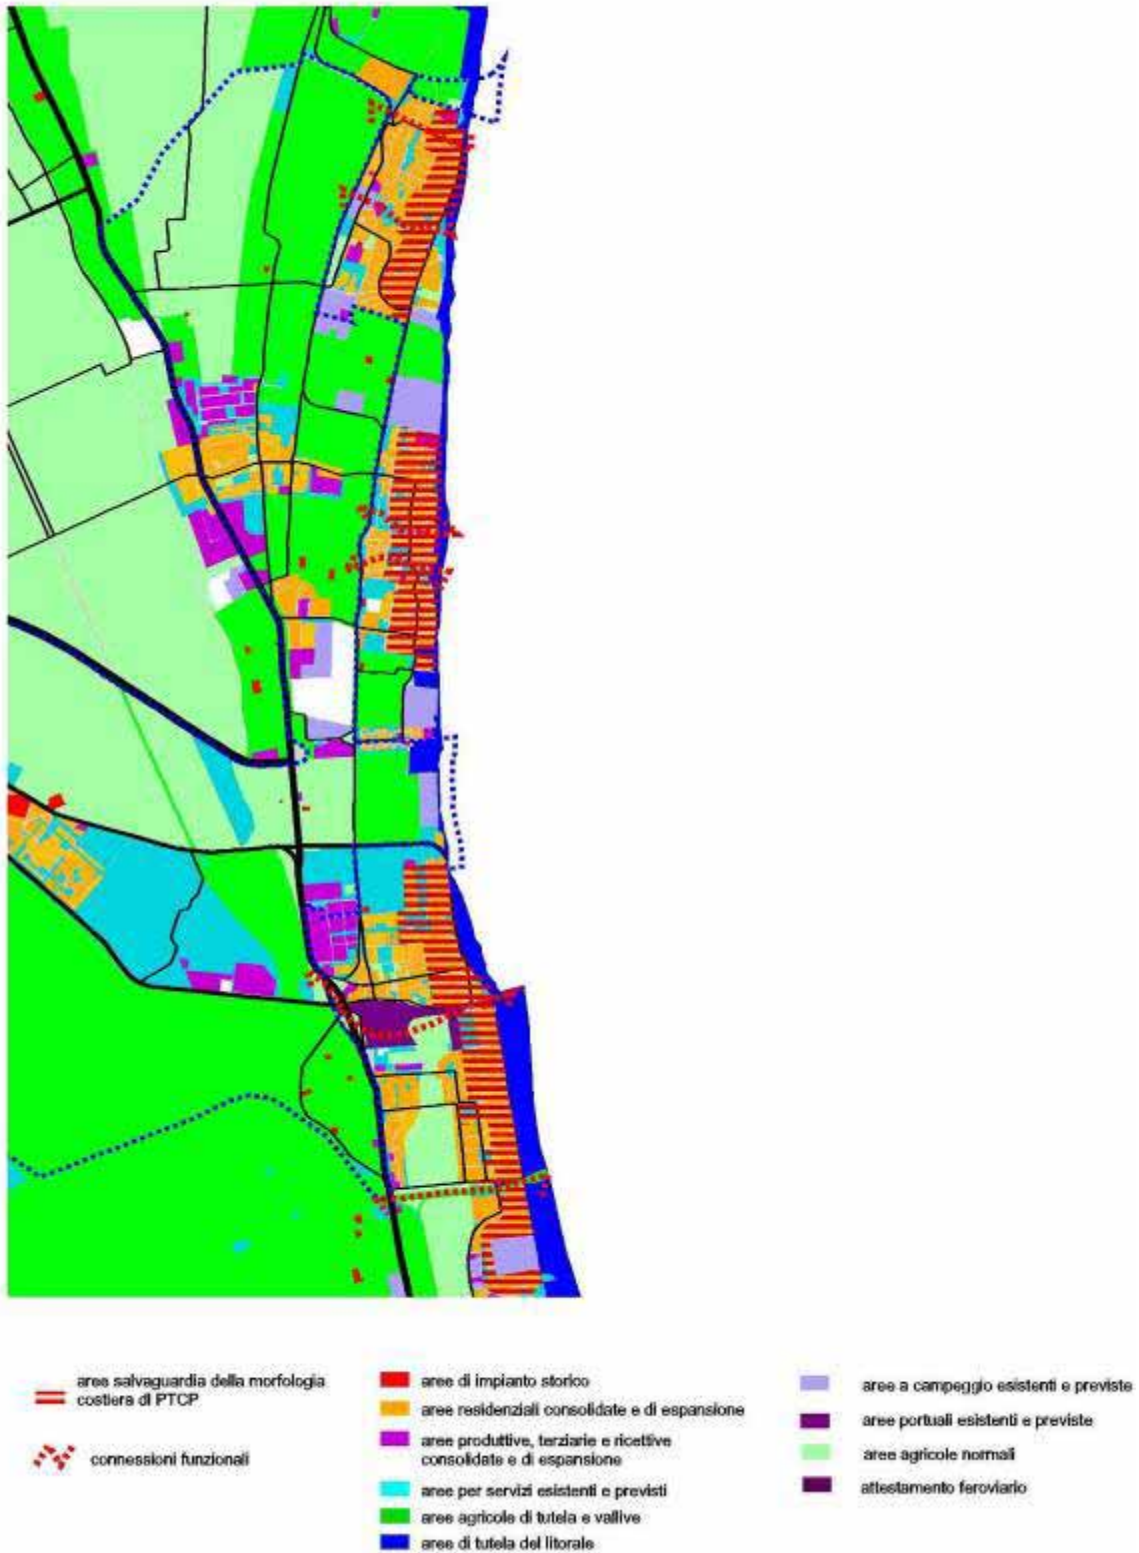 aree salvaguardia della morfologia
costiera di PTCP
connessioni funzionali
aree di impianto storico
aree residenziali consolidate e di espansione
aree produttive, terziarie e ricettive
consolidate e di espansione
aree per servizi esistenti e previsti
aree agricole di tutela e vallive
aree di tutela del litorale
aree a campeggio esistenti e previste
aree portuali esistenti e previste
aree agricole normali
attestamento feroviario